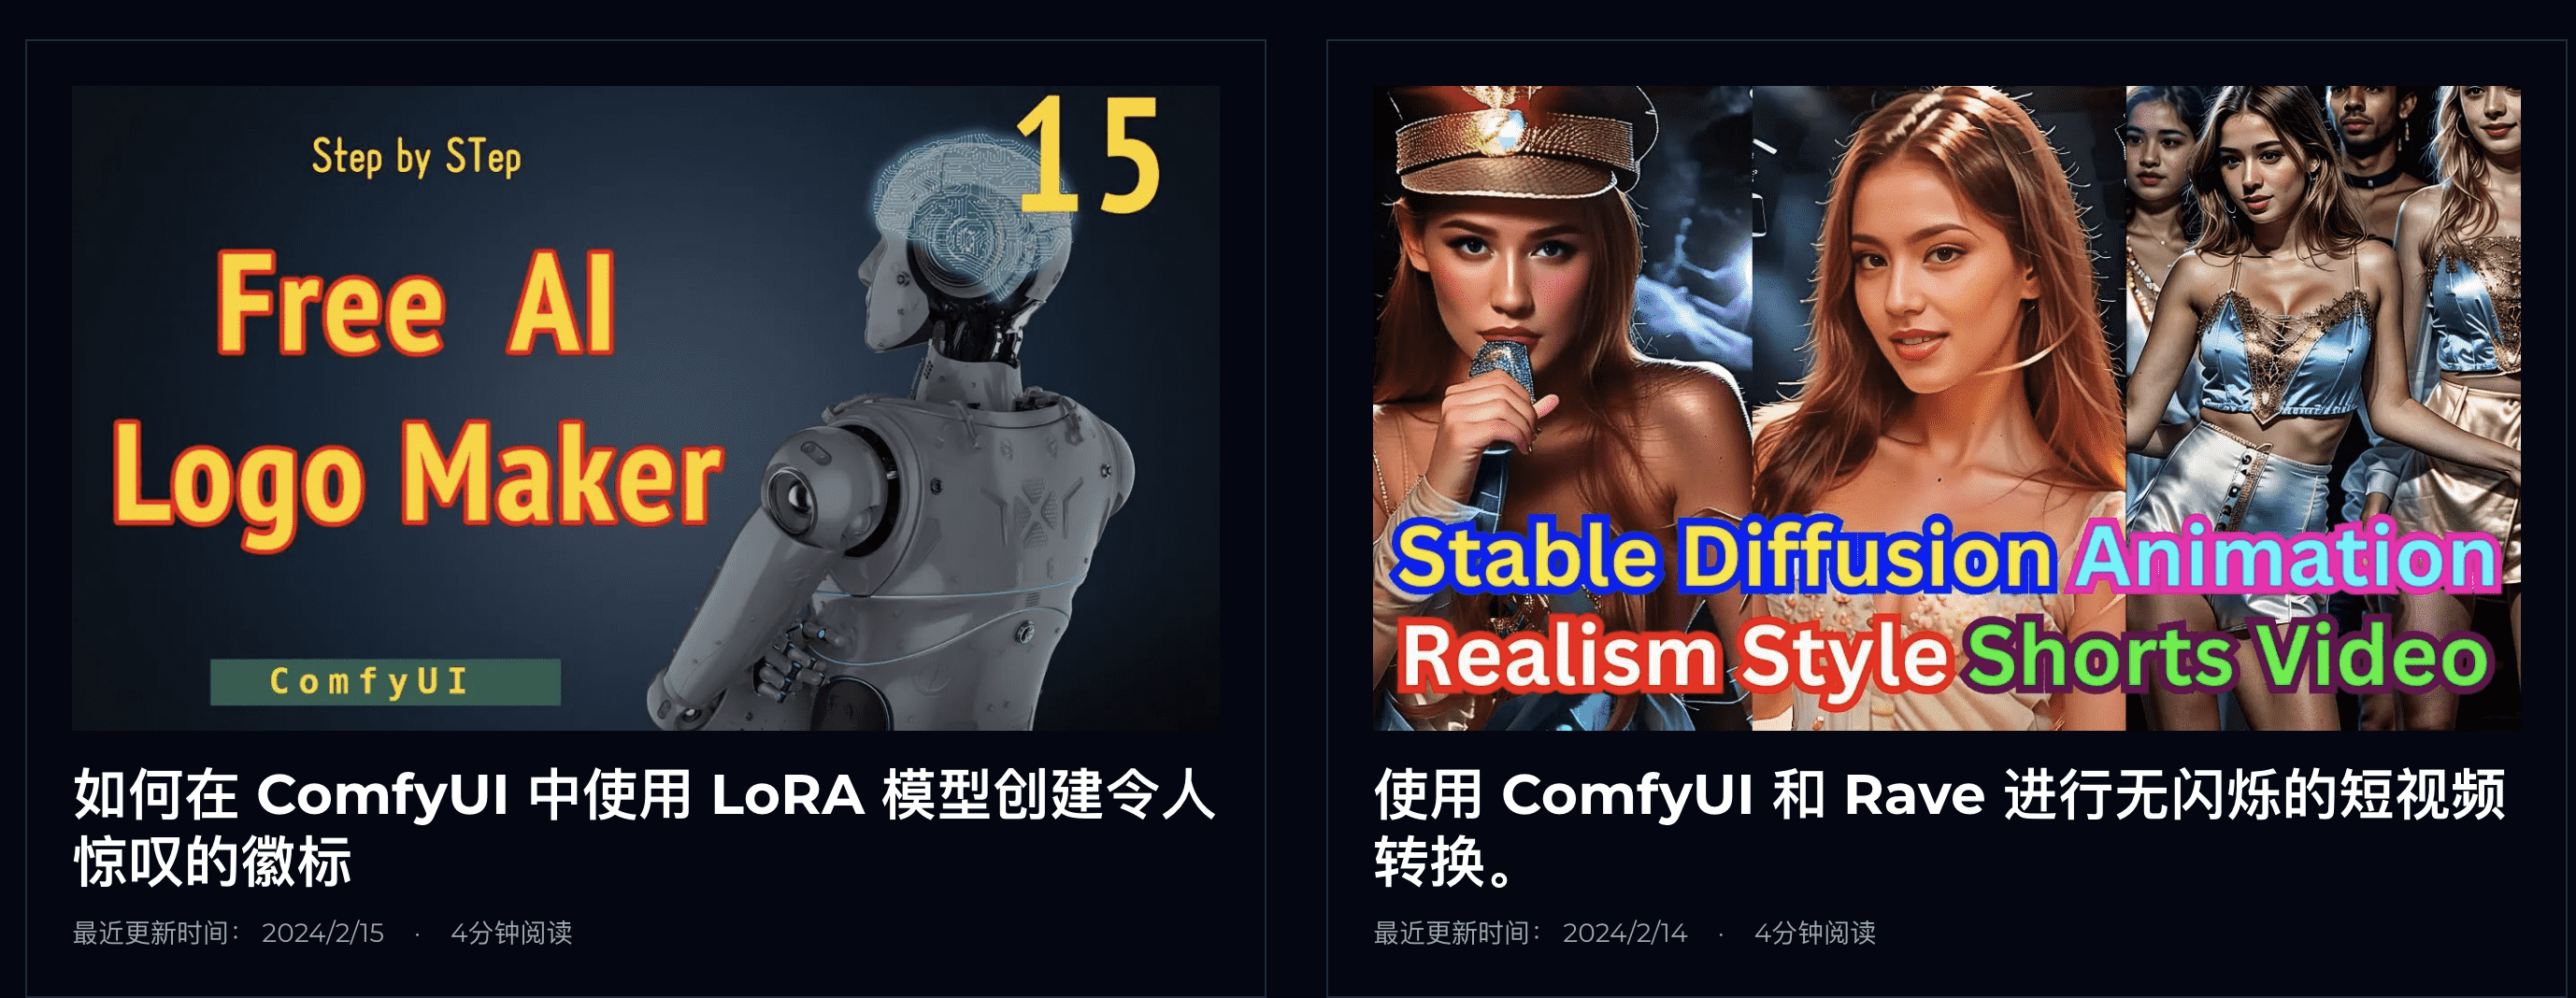 Step by STep
15
Free AI
Logo Maker
ComfyUI
如何在 ComfyUI 中使用 LoRA 模型创建令人
惊叹的徽标
最近更新时间： 2024/2/15 · 4分钟阅读
Stable Diffusion Animation
Realism Style Shorts Video
使用 ComfyUI 和 Rave 进行无闪烁的短视频
转换。
最近更新时间： 2024/2/14 · 4分钟阅读